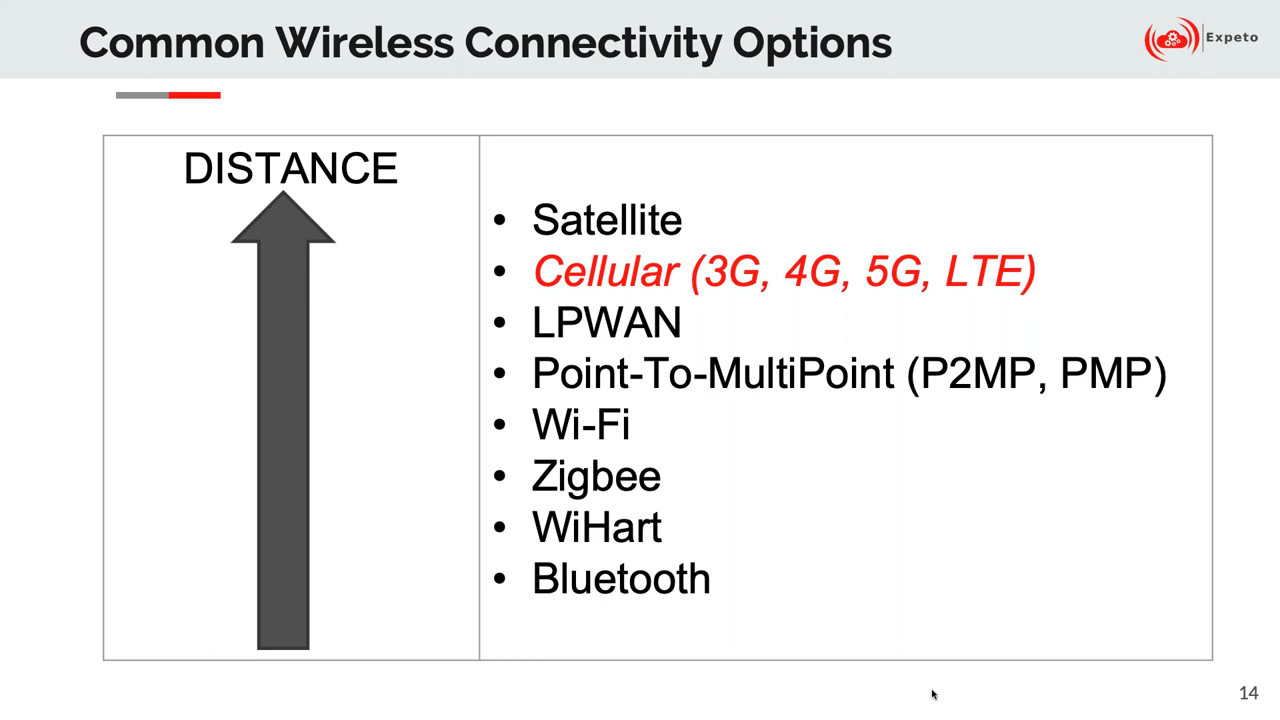 Common Wireless Connectivity Options
Expeto
DISTANCE
• Satellite
• Cellular (3G, 4G, 5G, LTE)
• LPWAN
• Point-To-MultiPoint (P2MP, PMP)
• Wi-Fi
• Zigbee
• WiHart
• Bluetooth
14